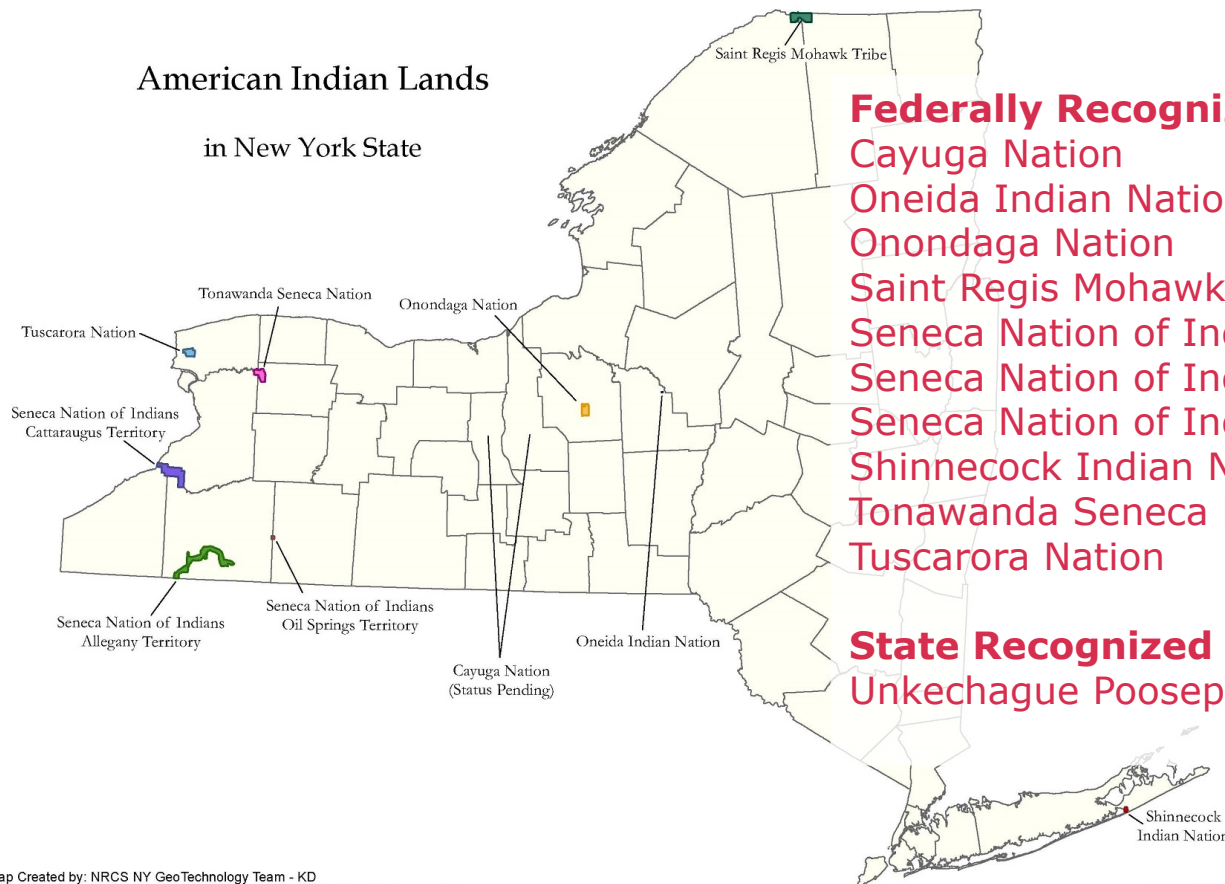 American Indian Lands
in New York State
Saint Regis Mohawk Tribe
Federally Recogniz
Cayuga Nation
Oneida Indian Natio
Onondaga Nation
Saint Regis Mohawk
Seneca Nation of Ind
Seneca Nation of Ind
Seneca Nation of Ind
Shinnecock Indian N
Tonawanda Seneca
Tuscarora Nation
State Recognized
Unkechague Poosep
Tonawanda Seneca Nation
Onondaga Nation
Tuscarora Nation
Seneca Nation of Indians
Cattaraugus Territory
Seneca Nation of Indians
Allegany Territory
Seneca Nation of Indians
Oil Springs Territory
Cayuga Nation
(Status Pending)
Oneida Indian Nation
Shinnecock
Indian Nation
ap Created by: NRCS NY GeoTechnology Team - KD